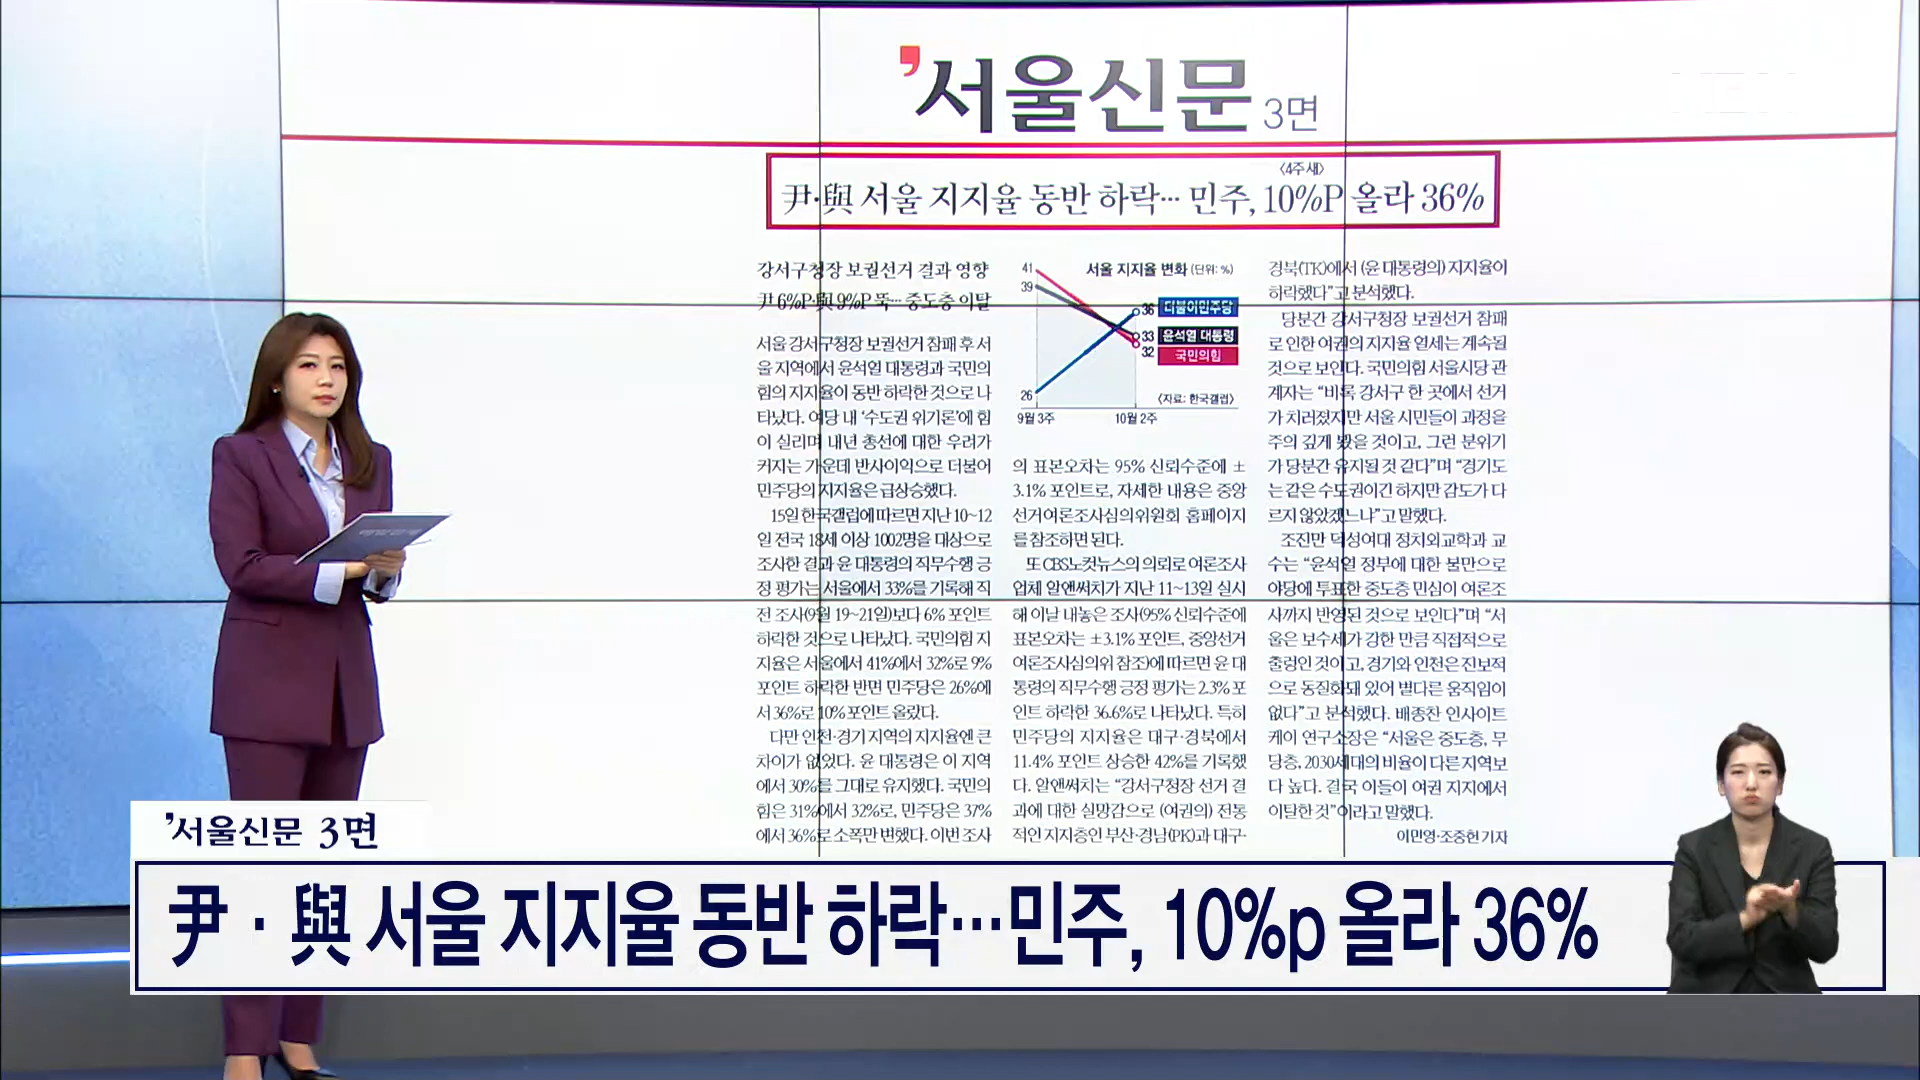 '서울신문 3면
〈4주새〉
尹·與 서울 지지율 동반 하락… 민주, 10%P 올라 36%
강서구청장 보궐선거 결과 영향
尹 6%P·與 9%P 뚝… 중도층 이탈
서울 강서구청장 보궐선거 참패 후 서
울 지역에서 윤석열 대통령과 국민의
힘의 지지율이 동반 하락한 것으로 나
타났다. 여당 내 ‘수도권 위기론’에 힘
이 실리며 내년 총선에 대한 우려가
커지는 가운데 반사이익으로 더불어
민주당의 지지율은 급상승했다.
15일 한국갤럽에 따르면 지난 10~12
일 전국 18세 이상 1002명을 대상으로
조사한 결과 윤 대통령의 직무수행 긍
정 평가는 서울에서 33%를 기록해 직
전 조사(9월 19~21일)보다 6% 포인트
하락한 것으로 나타났다. 국민의힘 지
지율은 서울에서 41%에서 32%로 9%
포인트 하락한 반면 민주당은 26%에
서 36%로 10% 포인트 올랐다.
다만 인천·경기 지역의 지지율엔 큰
차이가 없었다. 윤 대통령은 이 지역
에서 30%를 그대로 유지했다. 국민의
힘은 31%에서 32%로, 민주당은 37%
에서 36%로 소폭만 변했다. 이번 조사
서울 지지율 변화 (단위: %)
41
39
26
36 더불어민주당
33 윤석열 대통령
32 국민의힘
〈자료: 한국갤럽〉
9월 3주 10월 2주
의 표본오차는 95% 신뢰수준에 ±
3.1% 포인트로, 자세한 내용은 중앙
선거여론조사심의위원회 홈페이지
를 참조하면 된다.
또 CBS노컷뉴스의 의뢰로 여론조사
업체 알앤써치가 지난 11~13일 실시
해 이날 내놓은 조사(95% 신뢰수준에
표본오차는 ±3.1% 포인트, 중앙선거
여론조사심의위 참조)에 따르면 윤 대
통령의 직무수행 긍정 평가는 2.3% 포
인트 하락한 36.6%로 나타났다. 특히
민주당의 지지율은 대구·경북에서
11.4% 포인트 상승한 42%를 기록했
다. 알앤써치는 “강서구청장 선거 결
과에 대한 실망감으로 (여권의) 전통
적인 지지층인 부산·경남(PK)과 대구·
경북(TK)에서 (윤 대통령의) 지지율이
하락했다”고 분석했다.
당분간 강서구청장 보궐선거 참패
로 인한 여권의 지지율 열세는 계속될
것으로 보인다. 국민의힘 서울시당 관
계자는 “비록 강서구 한 곳에서 선거
가 치러졌지만 서울 시민들이 과정을
주의 깊게 봤을 것이고, 그런 분위기
가 당분간 유지될 것 같다”며 “경기도
는 같은 수도권이긴 하지만 감도가 다
르지 않았겠느냐”고 말했다.
조진만 덕성여대 정치외교학과 교
수는 “윤석열 정부에 대한 불만으로
야당에 투표한 중도층 민심이 여론조
사까지 반영된 것으로 보인다”며 “서
울은 보수세가 강한 만큼 직접적으로
출렁인 것이고, 경기와 인천은 진보적
으로 동질화돼 있어 별다른 움직임이
없다”고 분석했다. 배종찬 인사이트
케이 연구소장은 “서울은 중도층, 무
당층, 2030세대의 비율이 다른 지역보
다 높다. 결국 이들이 여권 지지에서
이탈한 것”이라고 말했다.
이민영·조중헌 기자
'서울신문 3면
尹·與 서울 지지율 동반 하락…민주, 10%p 올라 36%